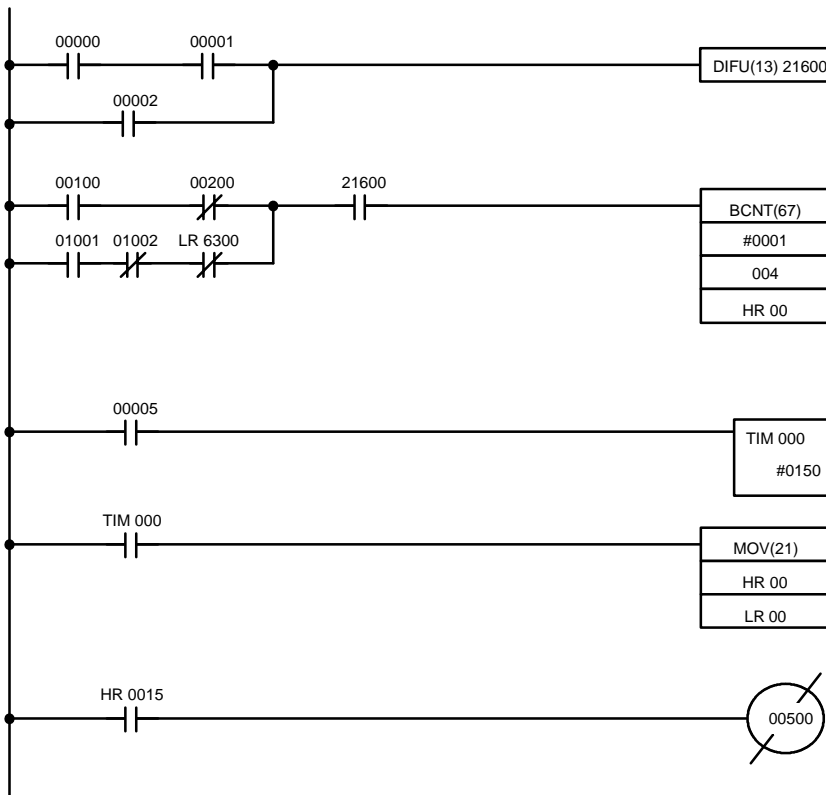 00000 00001
DIFU(13) 21600
00002
00100 00200 21600
BCNT(67)
01001 01002 LR 6300
#0001
004
HR 00
00005
TIM 000
#0150
TIM 000
MOV(21)
HR 00
LR 00
HR 0015
00500